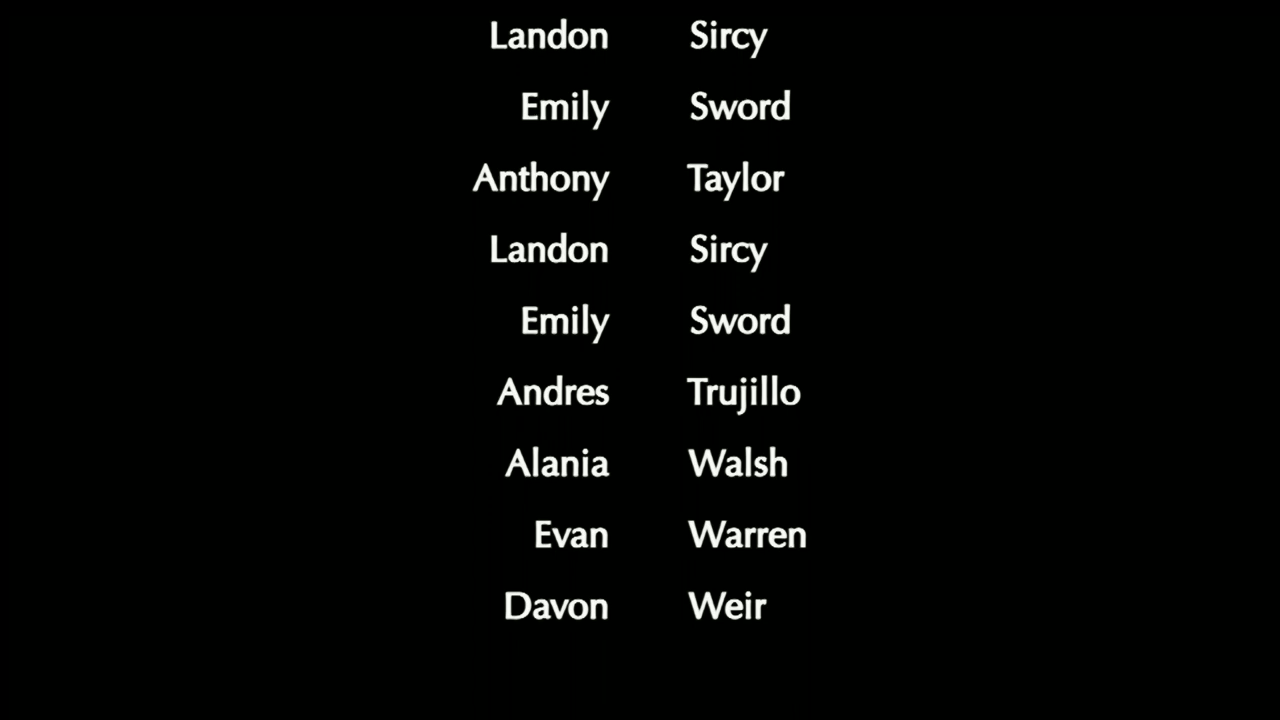 Landon Sircy
Emily Sword
Anthony Taylor
Landon Sircy
Emily Sword
Andres Trujillo
Alania Walsh
Evan Warren
Davon Weir